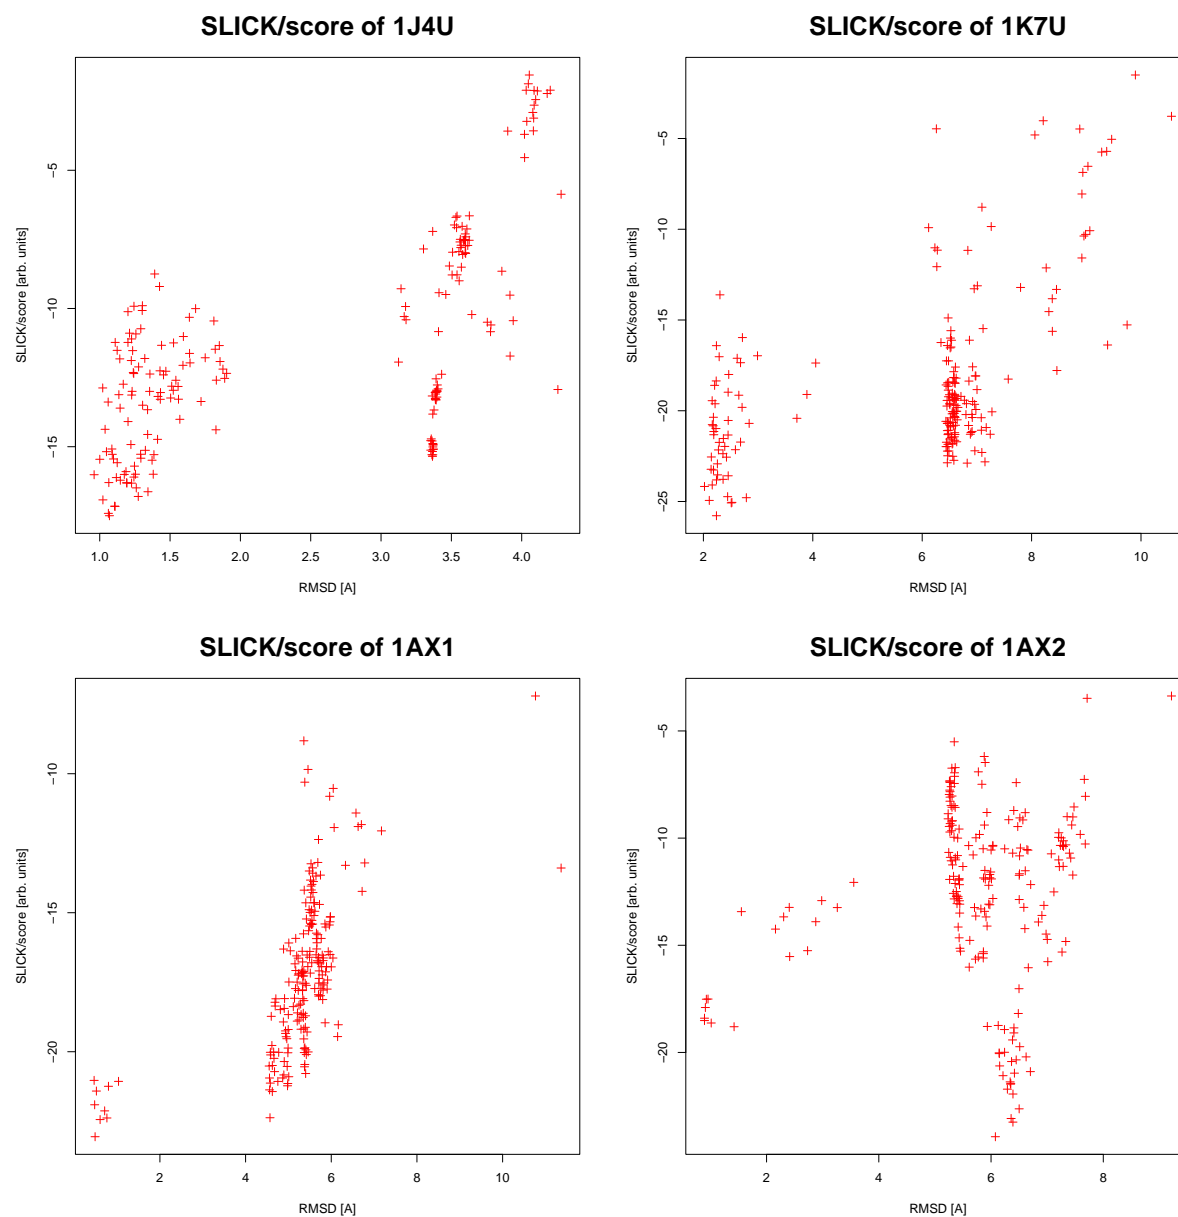 SLICK/score of 1J4U
SLICK/score [arb. units]
-5
-10
-15
1.0 1.5 2.0 2.5 3.0 3.5 4.0
RMSD [A]
SLICK/score of 1K7U
SLICK/score [arb. units]
-5
-10
-15
-20
-25
2 4 6 8 10
RMSD [A]
SLICK/score of 1AX1
SLICK/score [arb. units]
-10
-15
-20
2 4 6 8 10
RMSD [A]
SLICK/score of 1AX2
SLICK/score [arb. units]
-5
-10
-15
-20
2 4 6 8
RMSD [A]